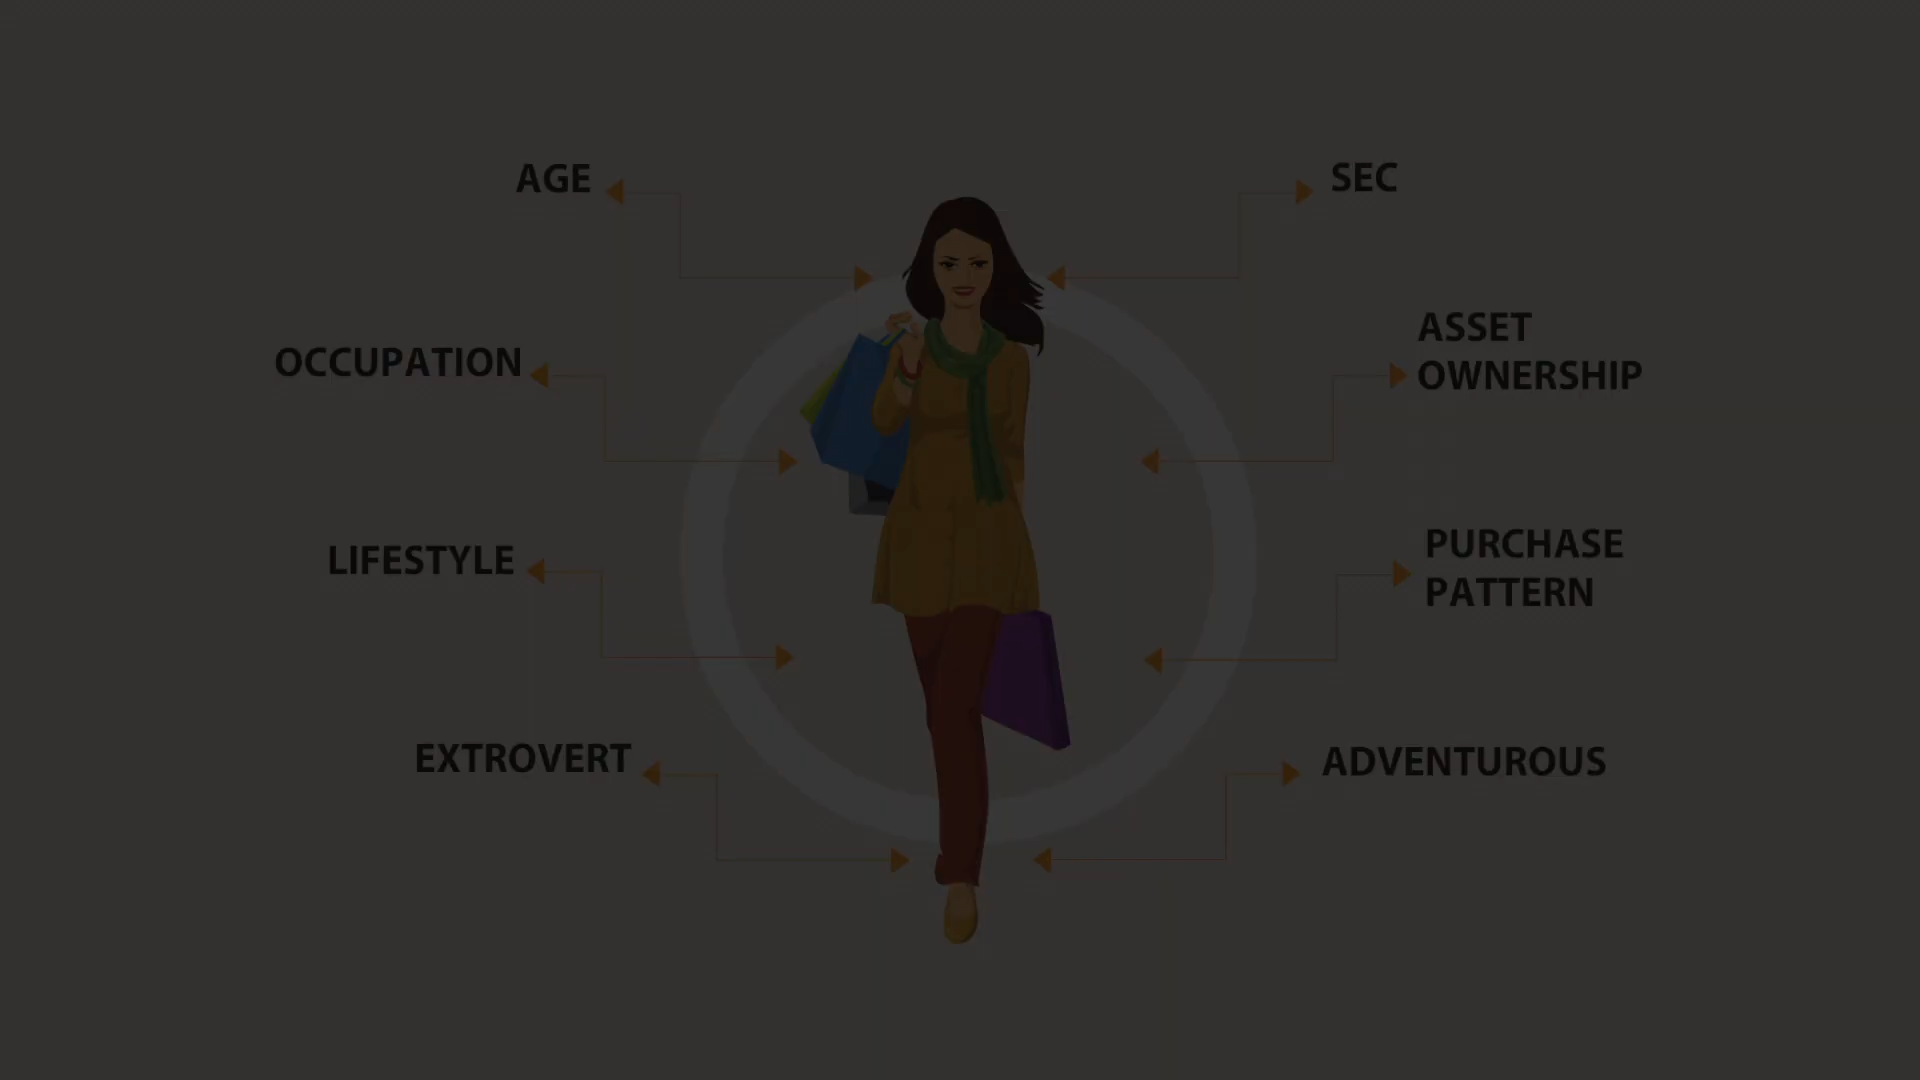 AGE
SEC
OCCUPATION
ASSET
OWNERSHIP
LIFESTYLE
PURCHASE
PATTERN
EXTROVERT
ADVENTUROUS